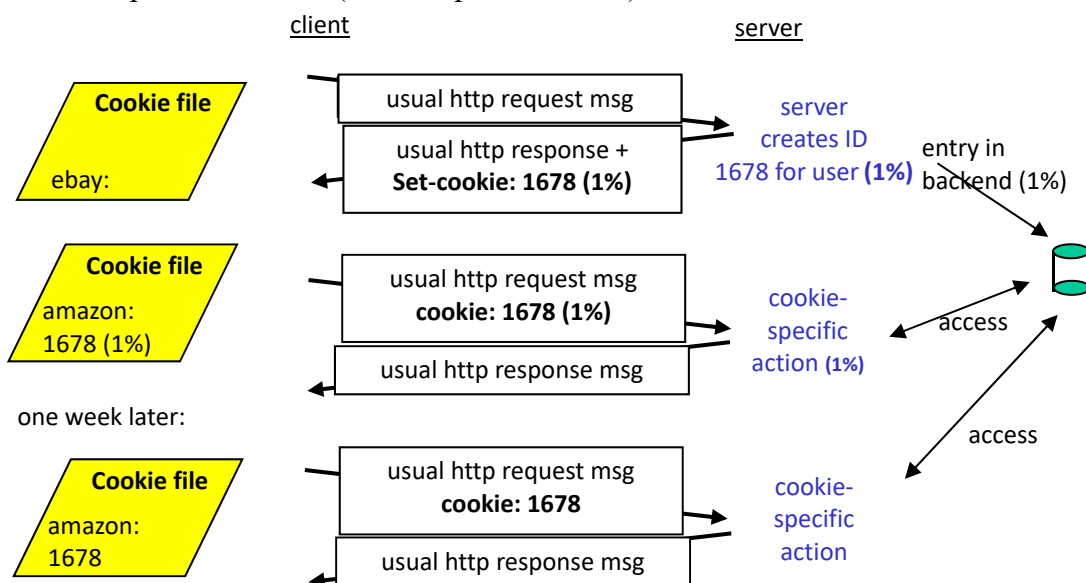 client
server
Cookie file
ebay:
usual http request msg
usual http response +
Set-cookie: 1678 (1%)
server
creates ID
1678 for user (1%)
entry in
backend (1%)
Cookie file
amazon:
1678 (1%)
usual http request msg
cookie: 1678 (1%)
usual http response msg
cookie-
specific
action (1%)
access
one week later:
access
Cookie file
amazon:
1678
usual http request msg
cookie: 1678
usual http response msg
cookie-
specific
action